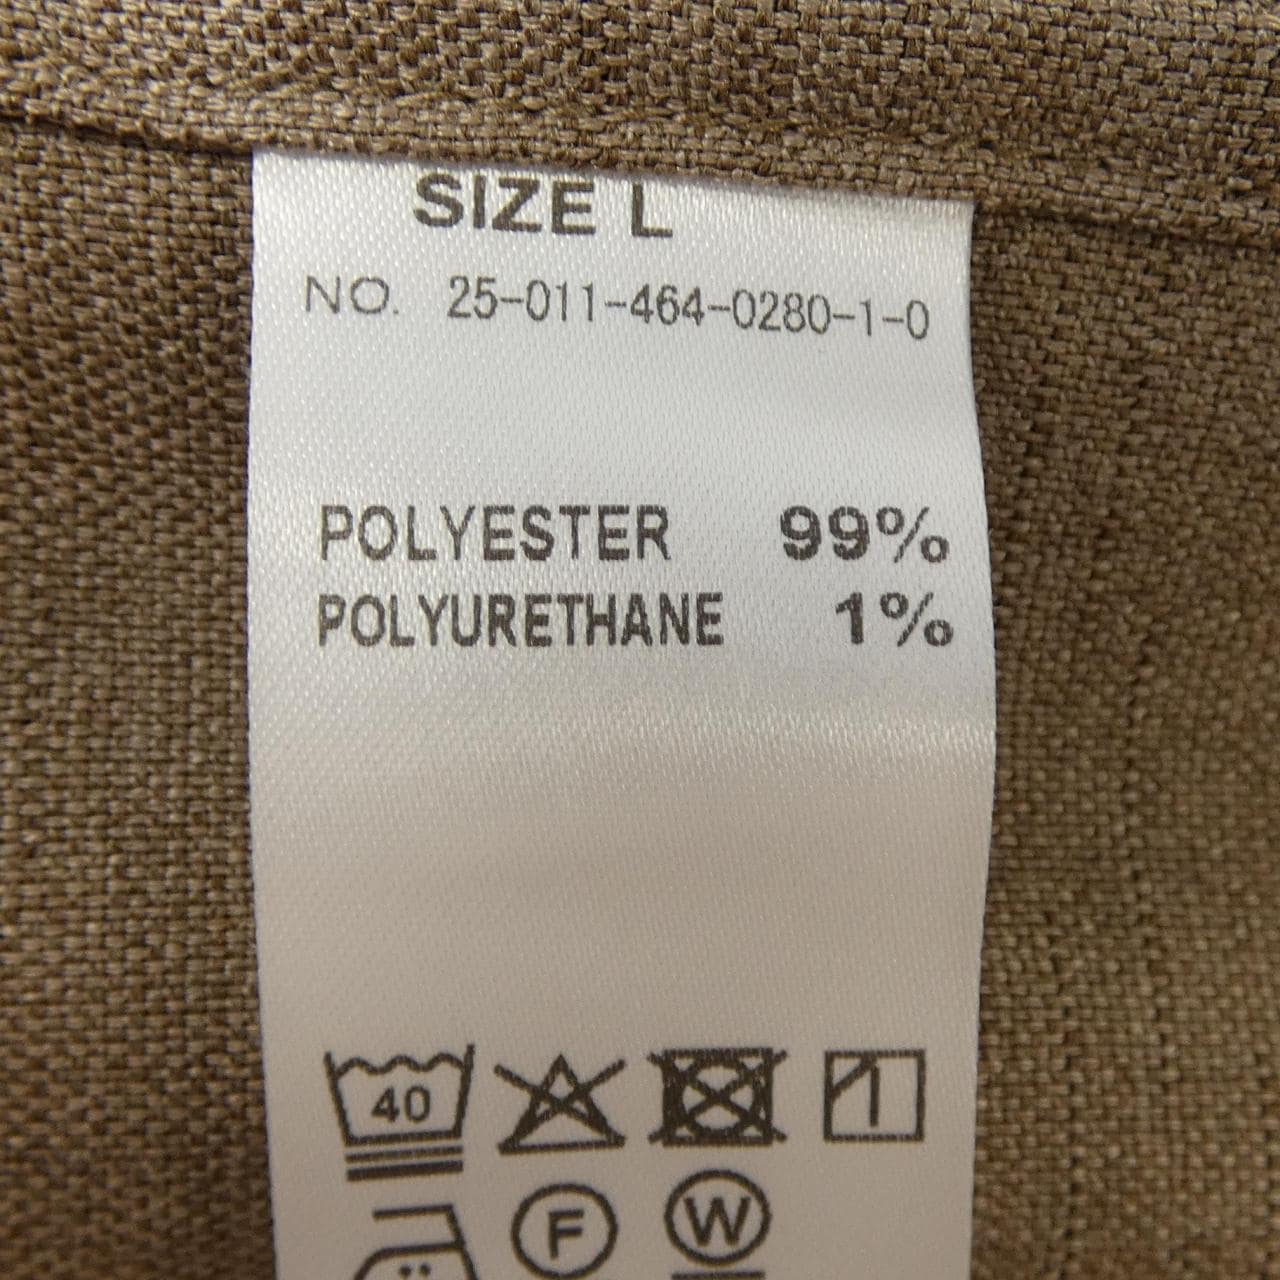 SIZE L
NO. 25-011-464-0280-1-0
POLYESTER 99%
POLYURETHANE 1%
40
F W